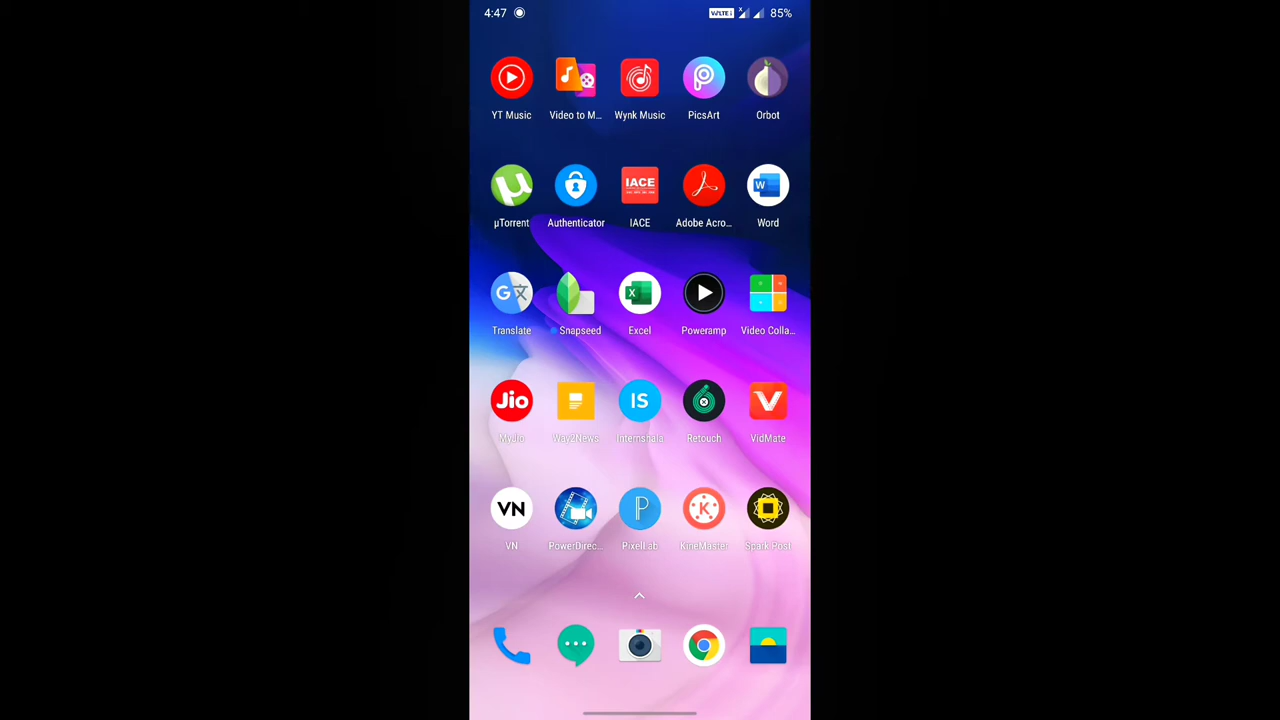 4:47 VoLTE 85%
YT Music Video to M... Wynk Music PicsArt Orbot
IACE
µTorrent Authenticator IACE Adobe Acro... Word
Translate Snapseed Excel Poweramp Video Colla...
Jio IS
MyJio Way2News Internshala Retouch VidMate
VN
VN PowerDirec... PixelLab KineMaster Spark Post